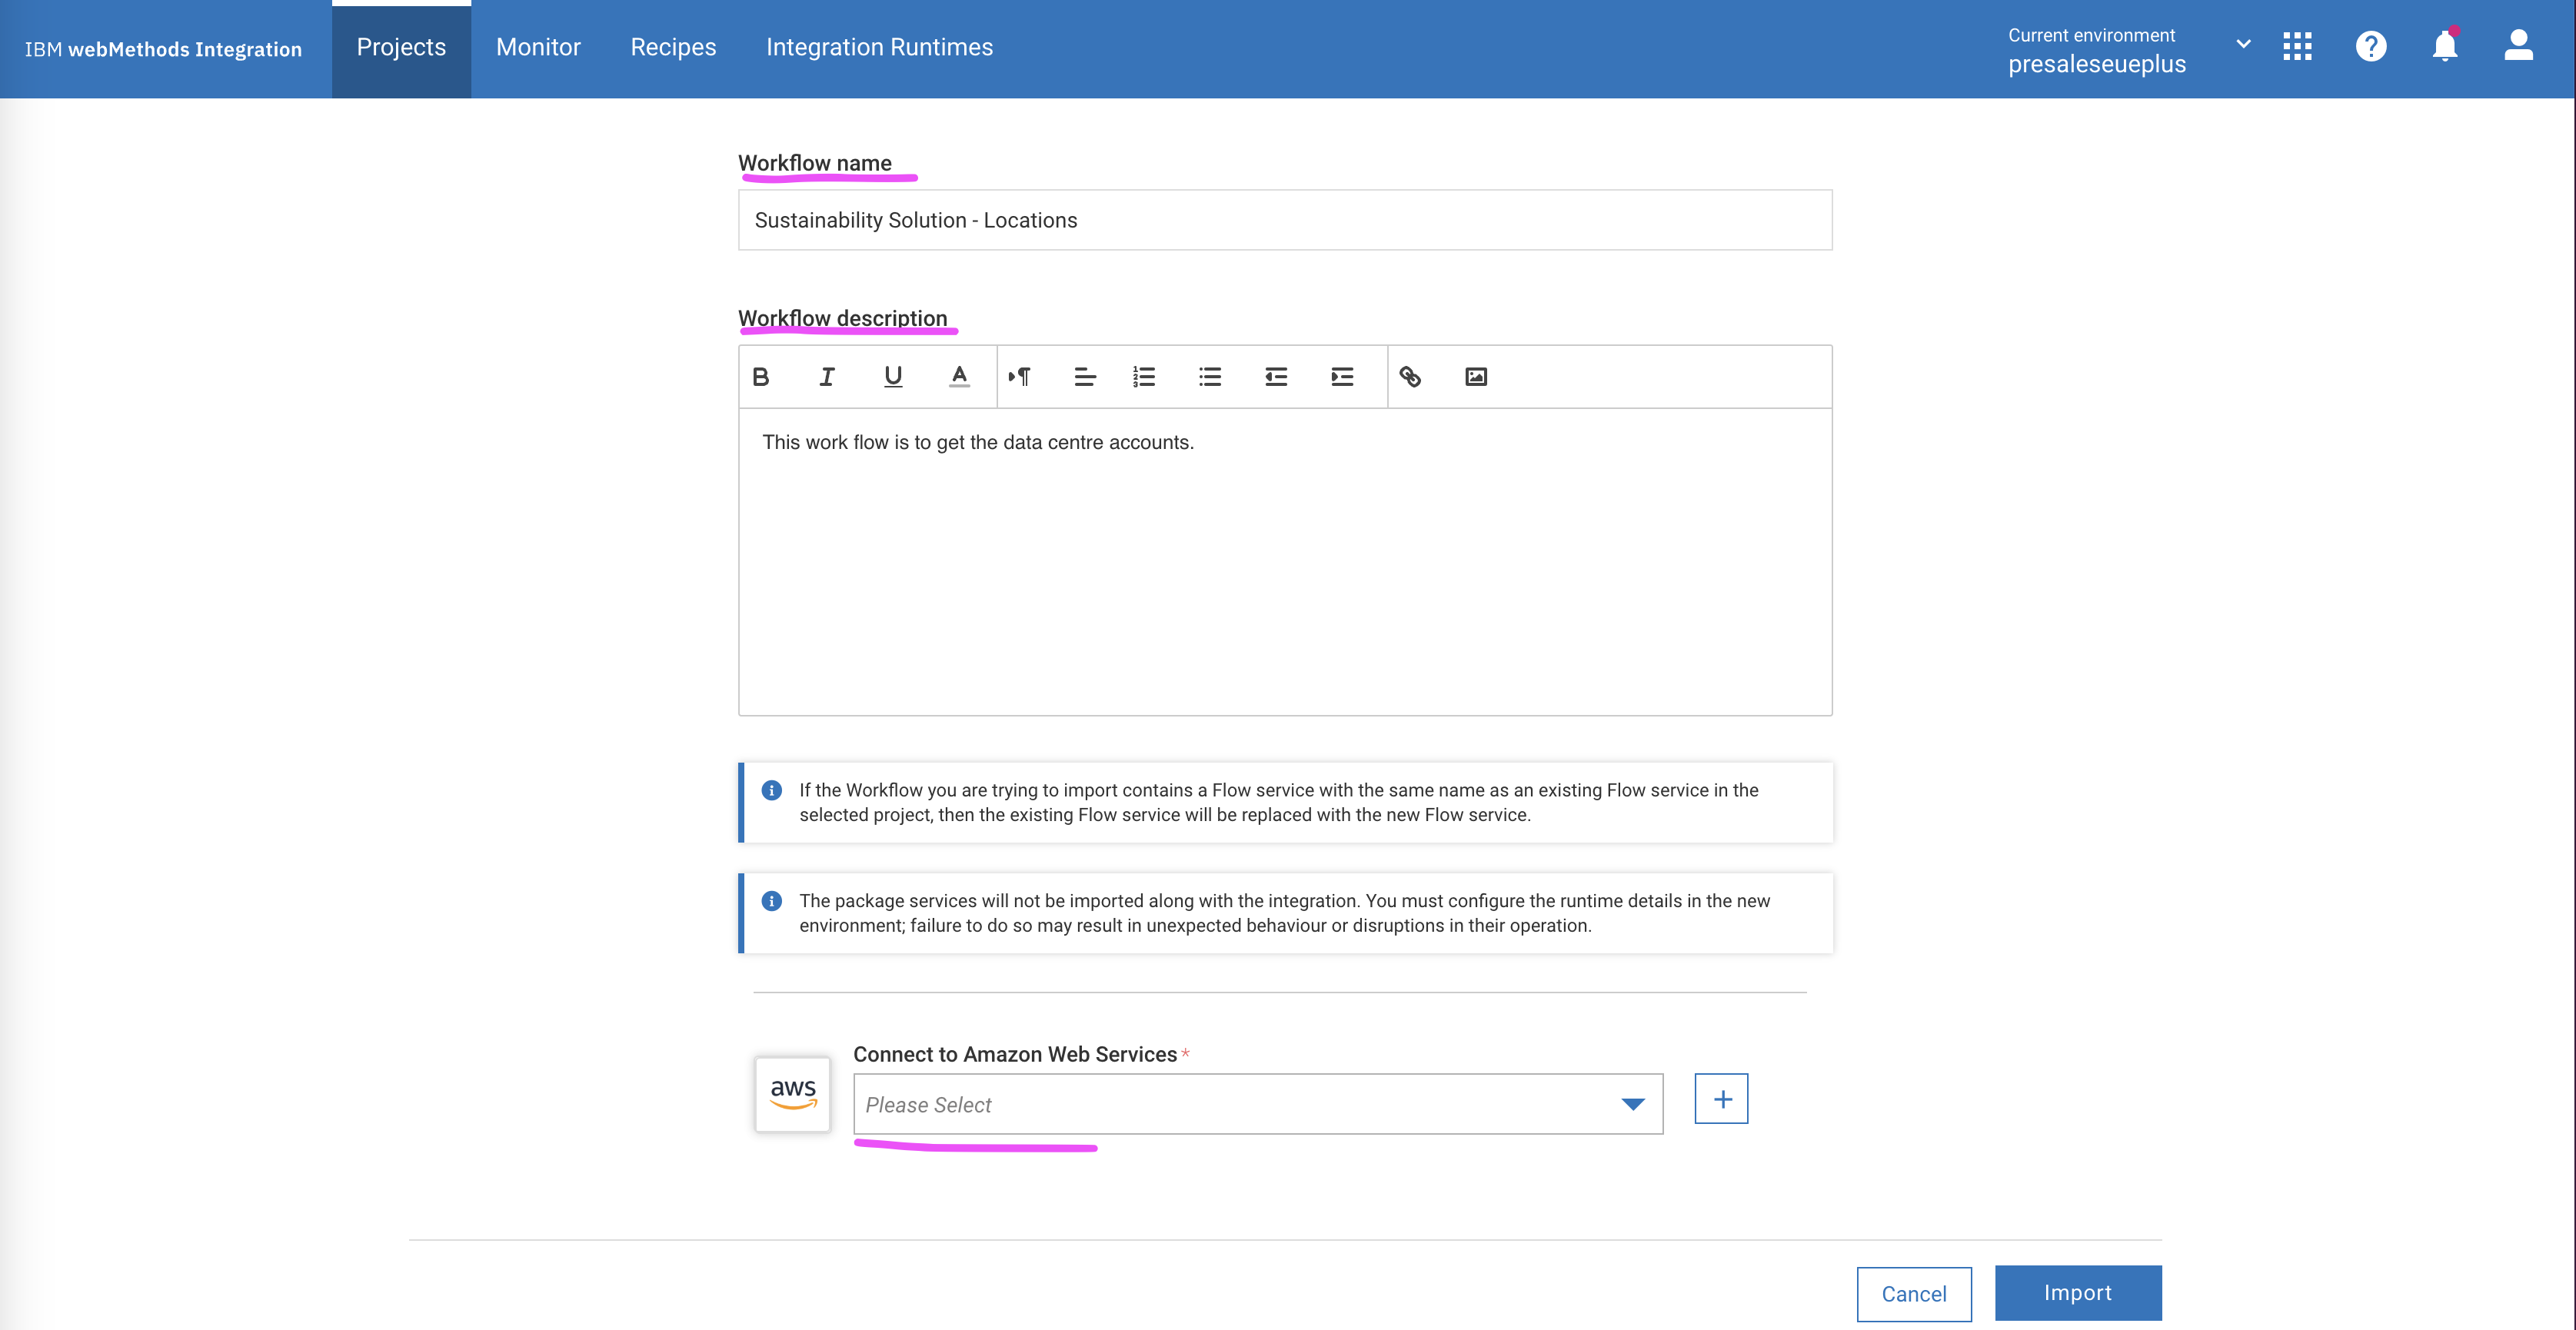 IBM webMethods Integration
Projects
Monitor
Recipes
Integration Runtimes
Current environment
presaleseueplus
Workflow name
Sustainability Solution - Locations
Workflow description
This work flow is to get the data centre accounts.
If the Workflow you are trying to import contains a Flow service with the same name as an existing Flow service in the
selected project, then the existing Flow service will be replaced with the new Flow service.
The package services will not be imported along with the integration. You must configure the runtime details in the new
environment; failure to do so may result in unexpected behaviour or disruptions in their operation.
aws
Connect to Amazon Web Services *
Please Select
Cancel
Import